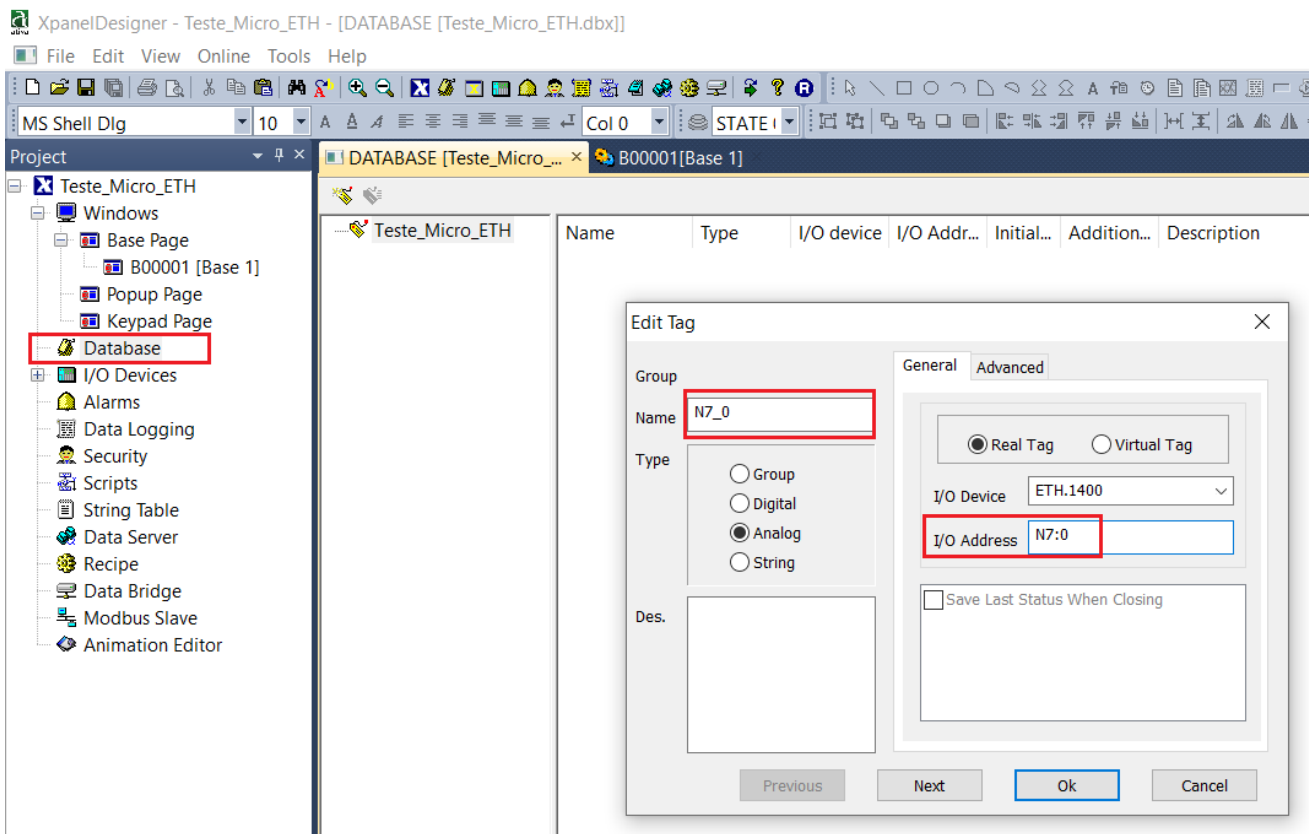 XpanelDesigner - Teste_Micro_ETH - [DATABASE [Teste_Micro_ETH.dbx]]
File Edit View Online Tools Help
MS Shell Dlg 10 Col 0 STATE (
Project
DATABASE [Teste_Micro_... × B00001[Base 1]
Teste_Micro_ETH
Windows
Base Page
B00001 [Base 1]
Popup Page
Keypad Page
Database
I/O Devices
Alarms
Data Logging
Security
Scripts
String Table
Data Server
Recipe
Data Bridge
Modbus Slave
Animation Editor
Teste_Micro_ETH
Name Type I/O device I/O Addr... Initial... Addition... Description
Edit Tag
Group
Name N7_0
Type
Group
Digital
Analog
String
Des.
General Advanced
Real Tag Virtual Tag
I/O Device ETH.1400
I/O Address N7:0
Save Last Status When Closing
Previous Next Ok Cancel